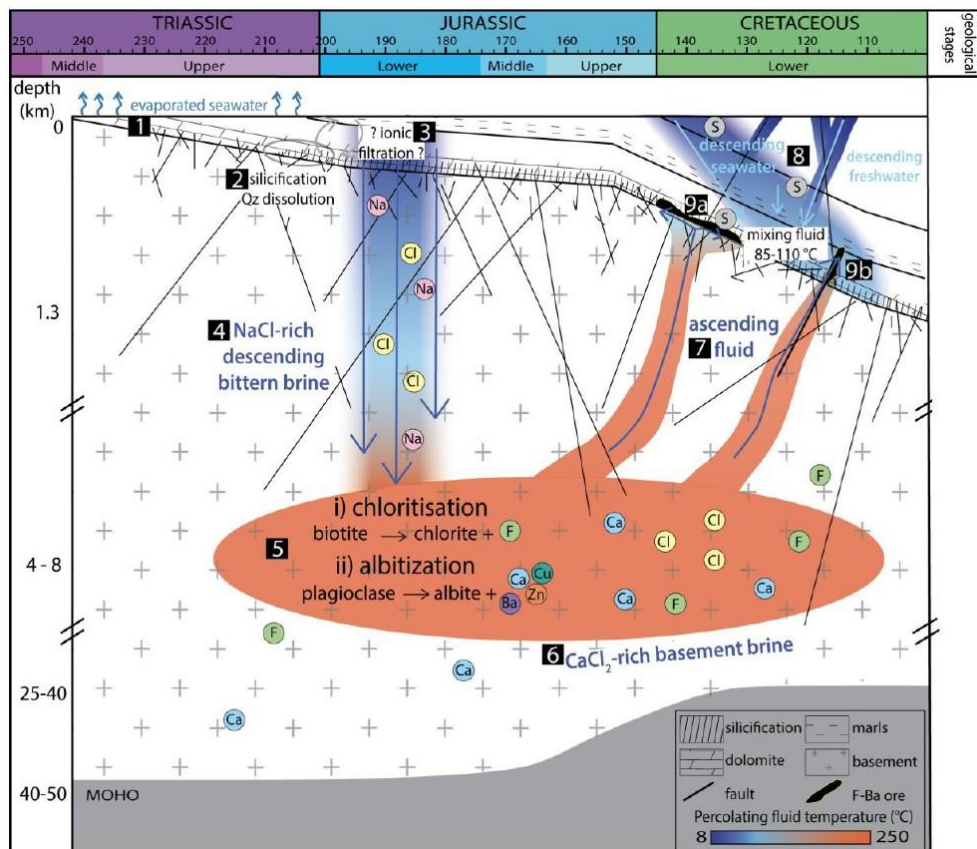 TRIASSIC JURASSIC CRETACEOUS
geological stages
250 240 230 220 210 200 190 180 170 160 150 140 130 120 110
Middle Upper Lower Middle Upper Lower
depth
(km)
evaporated seawater
0
1
2 silicification
Qz dissolution
? ionic 3
filtration ?
S
descending
seawater
8
S
descending
freshwater
9a
S
mixing fluid
85-110 °C
9b
Na
Cl
Na
1.3
4 NaCl-rich
descending
bittern brine
Cl
Cl
Na
ascending
7 fluid
F
i) chloritisation
biotite → chlorite + F
5
ii) albitization
plagioclase → albite +
Ca Cu
Ba Zn
Ca
Cl
Cl
F
Cl
Ca
F
Ca
4 - 8
F
6 CaCl2-rich basement brine
Ca
Ca
25-40
40-50
MOHO
silicification
marls
dolomite
basement
fault
F-Ba ore
Percolating fluid temperature (°C)
8 250